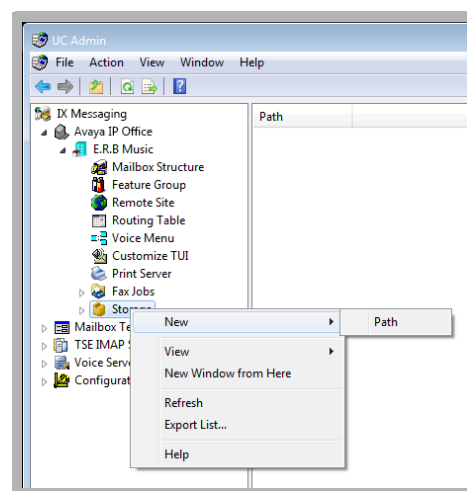 UC Admin
File Action View Window Help
IX Messaging
Path
Avaya IP Office
E.R.B Music
Mailbox Structure
Feature Group
Remote Site
Routing Table
Voice Menu
Customize TUI
Print Server
Fax Jobs
Storage
New
Path
Mailbox Te
TSE IMAP
View
Voice Serv
New Window from Here
Configurat
Refresh
Export List...
Help